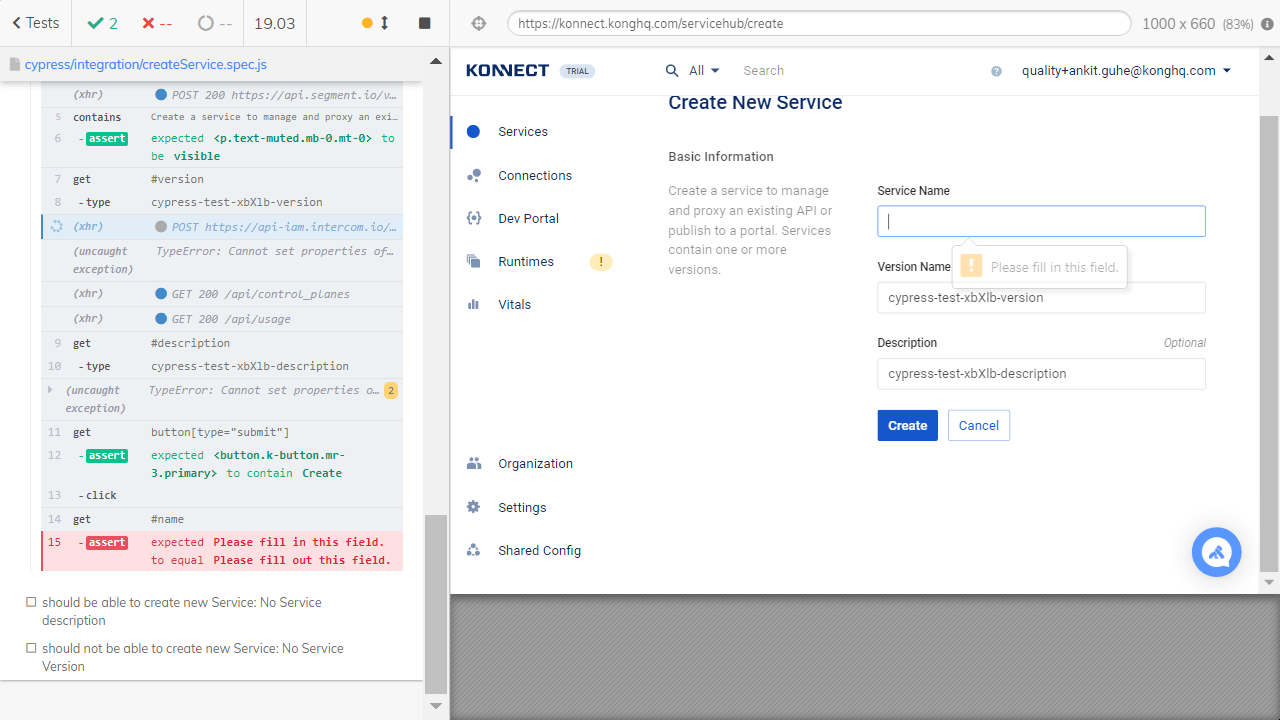 Tests
2
--
--
19.03
https://konnect.konghq.com/servicehub/create
1000 x 660 (83%)
cypress/integration/createService.spec.js
(xhr) POST 200 https://api.segment.io/v…
5 contains Create a service to manage and proxy an exi…
6 -assert expected <p.text-muted.mb-0.mt-0> to
be visible
7 get #version
8 -type cypress-test-xbXlb-version
(xhr) POST https://api-iam.intercom.io/…
(uncaught TypeError: Cannot set properties of…
exception)
(xhr) GET 200 /api/control_planes
(xhr) GET 200 /api/usage
9 get #description
10 -type cypress-test-xbXlb-description
(uncaught TypeError: Cannot set properties o… 2
exception)
11 get button[type="submit"]
12 -assert expected <button.k-button.mr-
3.primary> to contain Create
13 -click
14 get #name
15 -assert expected Please fill in this field.
to equal Please fill out this field.
should be able to create new Service: No Service
description
should not be able to create new Service: No Service
Version
KONNECT TRIAL
All
Search
quality+ankit.guhe@konghq.com
Services
Connections
Dev Portal
Runtimes !
Vitals
Organization
Settings
Shared Config
Create New Service
Basic Information
Create a service to manage
and proxy an existing API or
publish to a portal. Services
contain one or more
versions.
Service Name
! Please fill in this field.
Version Name
cypress-test-xbXlb-version
Description Optional
cypress-test-xbXlb-description
Create Cancel